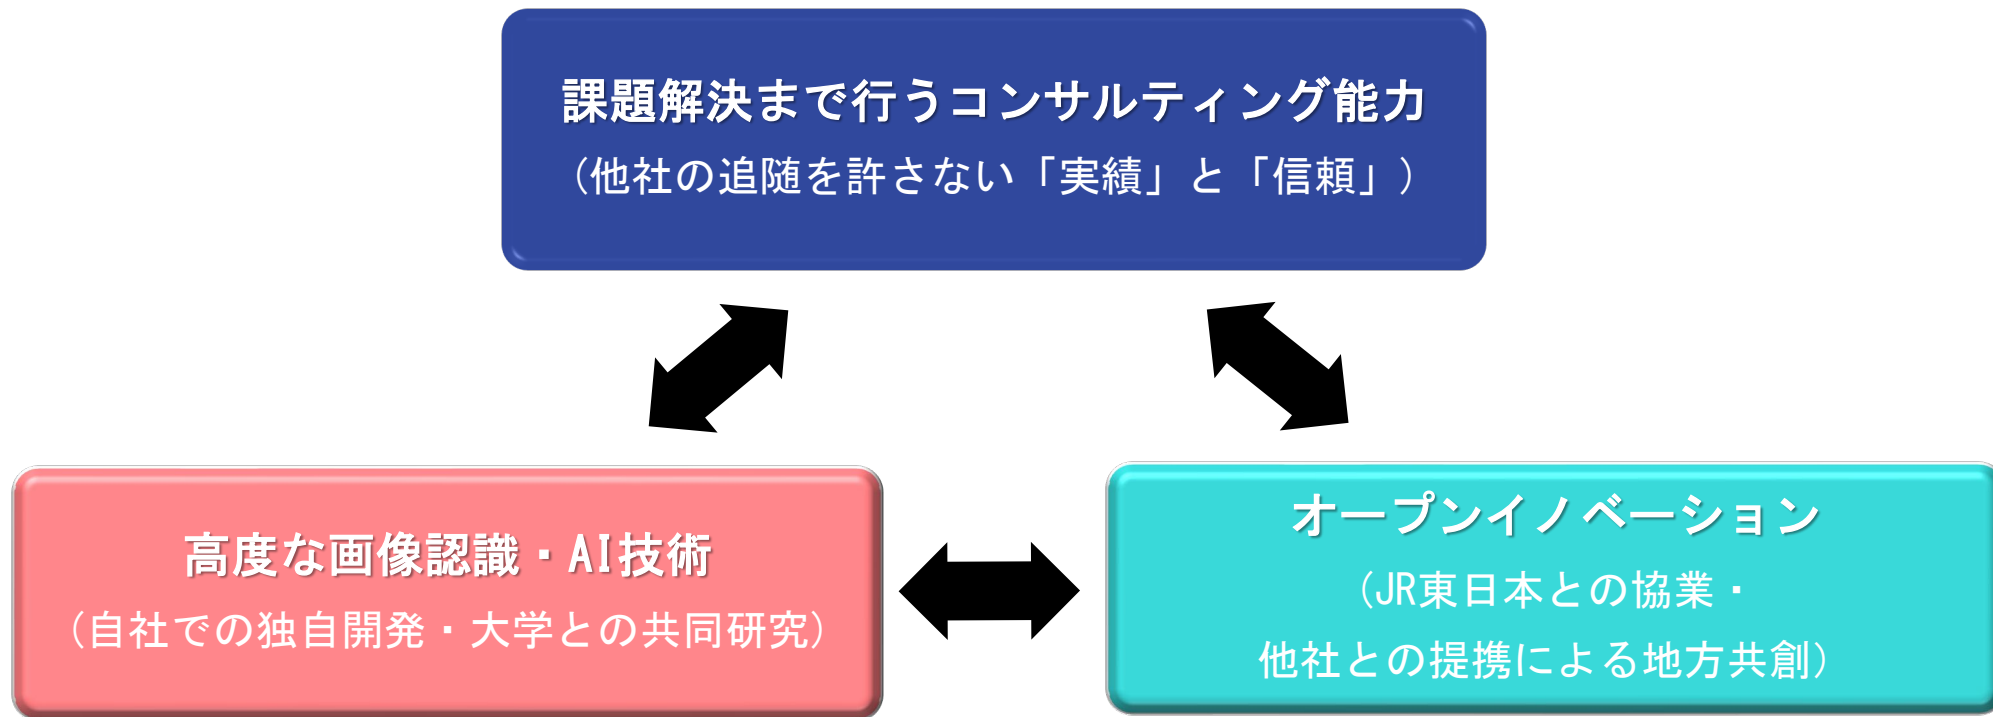 課題解決まで行うコンサルティング能力
（他社の追随を許さない「実績」と「信頼」）
高度な画像認識・AI技術
（自社での独自開発・大学との共同研究）
オープンイノベーション
（JR東日本との協業・
他社との提携による地方共創）